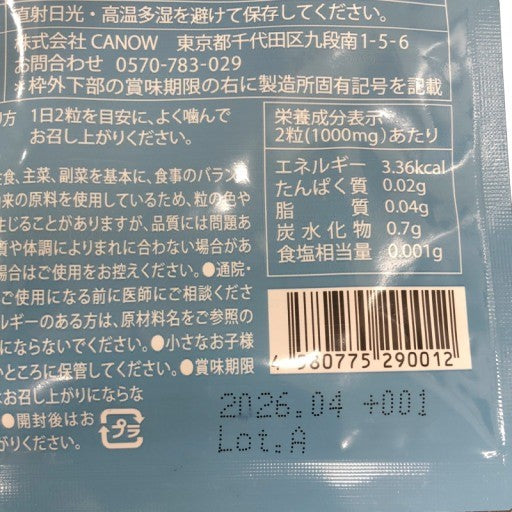 直射日光・高温多湿を避けて保存してください。
株式会社 CANOW 東京都千代田区九段南1-5-6
お問合わせ 0570-783-029
*枠外下部の賞味期限の右に製造所固有記号を記載
方 1日2粒を目安に、よく噛んで
お召し上がりください。
食、主菜、副菜を基本に、食事のバラン
来の原料を使用しているため、粒の色や
生じることがありますが、品質には問題あ
質や体調によりまれに合わない場合があ
場合はご使用をお控えください。●通院・
ご使用になる前に医師にご相談くださ
ルギーのある方は、原材料名をご参照の
にならないでください。●小さなお子様
いところに保管してください。●賞味期限
お召し上がりにならな
●開封後はお
がりください。
プラ
栄養成分表示
2粒(1000mg)あたり
エネルギー 3.36kcal
たんぱく質 0.02g
脂質 0.04g
炭水化物 0.7g
食塩相当量 0.001g
4 580775 290012
2026.04 +001
Lot.A